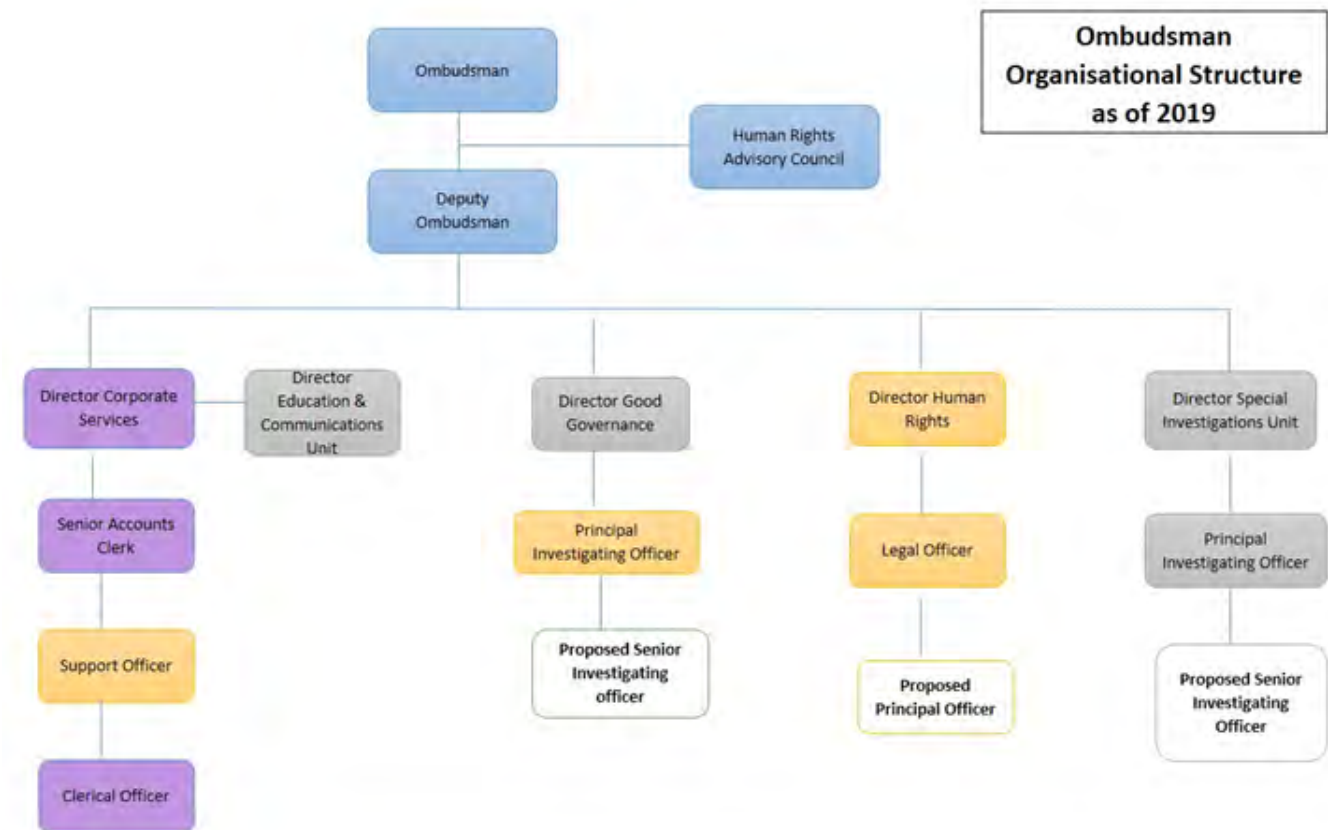 Ombudsman
Organisational Structure
as of 2019
Ombudsman
Human Rights
Advisory Council
Deputy
Ombudsman
Director Corporate
Services
Director
Education &
Communications
Unit
Director Good
Governance
Director Human
Rights
Director Special
Investigations Unit
Senior Accounts
Clerk
Principal
Investigating Officer
Legal Officer
Principal
Investigating Officer
Support Officer
Proposed Senior
Investigating
officer
Proposed
Principal Officer
Proposed Senior
Investigating
Officer
Clerical Officer